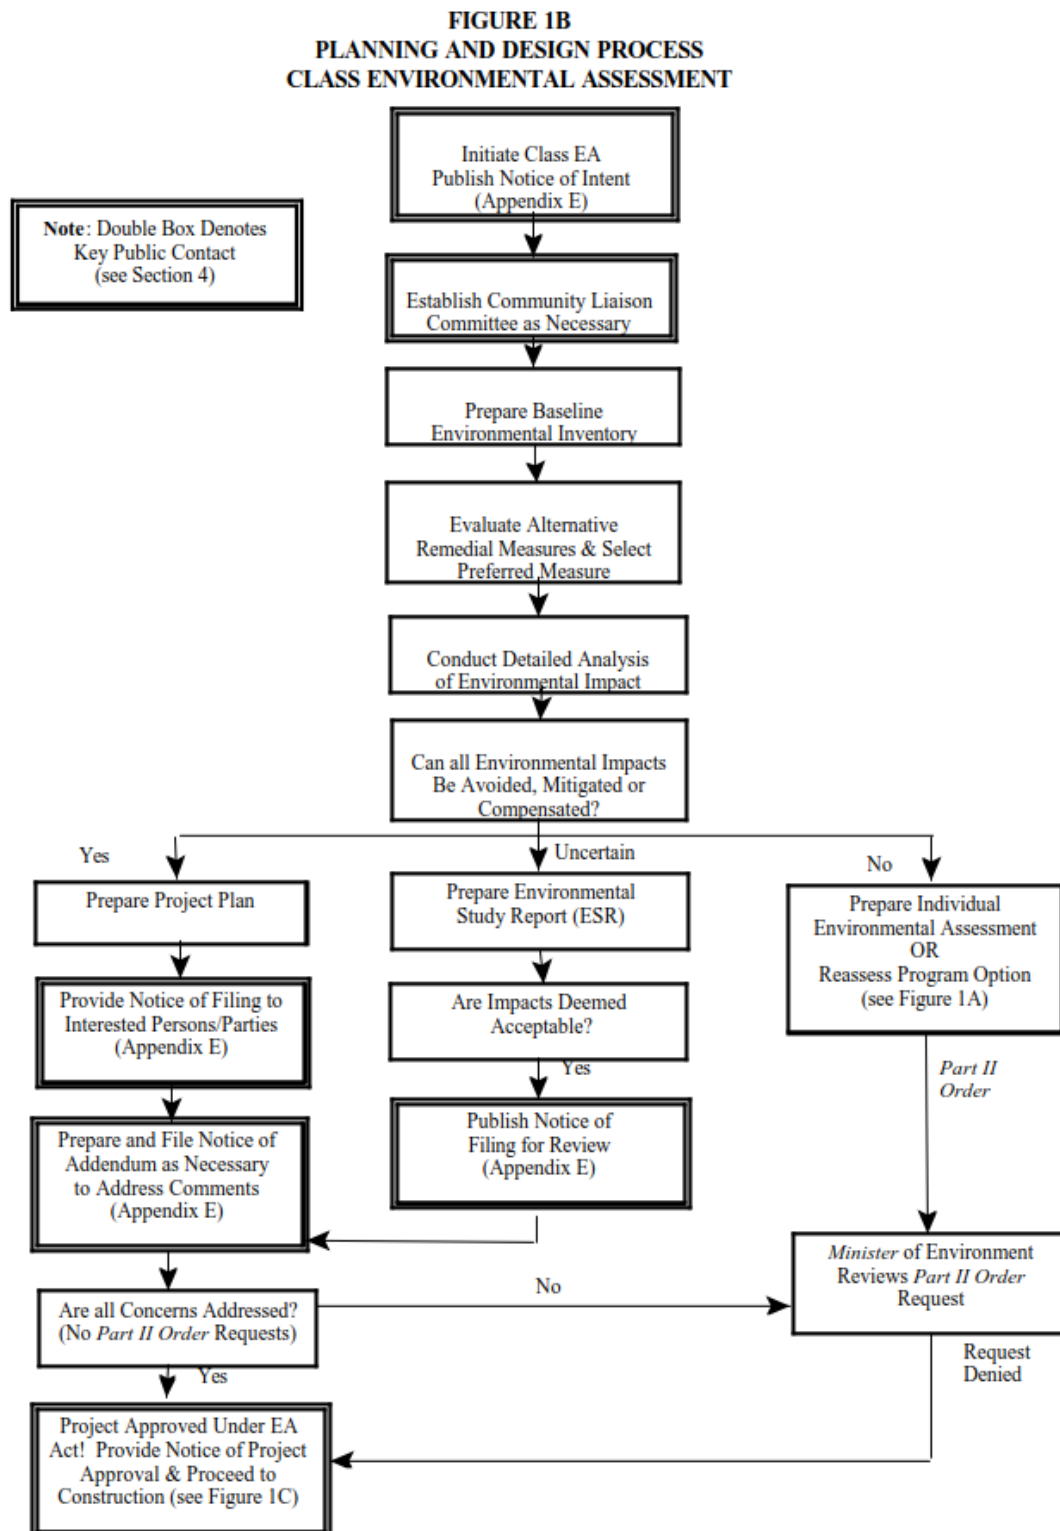 FIGURE 1B
PLANNING AND DESIGN PROCESS
CLASS ENVIRONMENTAL ASSESSMENT
Initiate Class EA
Publish Notice of Intent
(Appendix E)
Note: Double Box Denotes
Key Public Contact
(see Section 4)
Establish Community Liaison
Committee as Necessary
Prepare Baseline
Environmental Inventory
Evaluate Alternative
Remedial Measures & Select
Preferred Measure
Conduct Detailed Analysis
of Environmental Impact
Can all Environmental Impacts
Be Avoided, Mitigated or
Compensated?
Yes
Uncertain
No
Prepare Project Plan
Prepare Environmental
Study Report (ESR)
Prepare Individual
Environmental Assessment
OR
Reassess Program Option
(see Figure 1A)
Provide Notice of Filing to
Interested Persons/Parties
(Appendix E)
Are Impacts Deemed
Acceptable?
Yes
Part II
Order
Prepare and File Notice of
Addendum as Necessary
to Address Comments
(Appendix E)
Publish Notice of
Filing for Review
(Appendix E)
Minister of Environment
Reviews Part II Order
Request
No
Are all Concerns Addressed?
(No Part II Order Requests)
Yes
Request
Denied
Project Approved Under EA
Act! Provide Notice of Project
Approval & Proceed to
Construction (see Figure 1C)